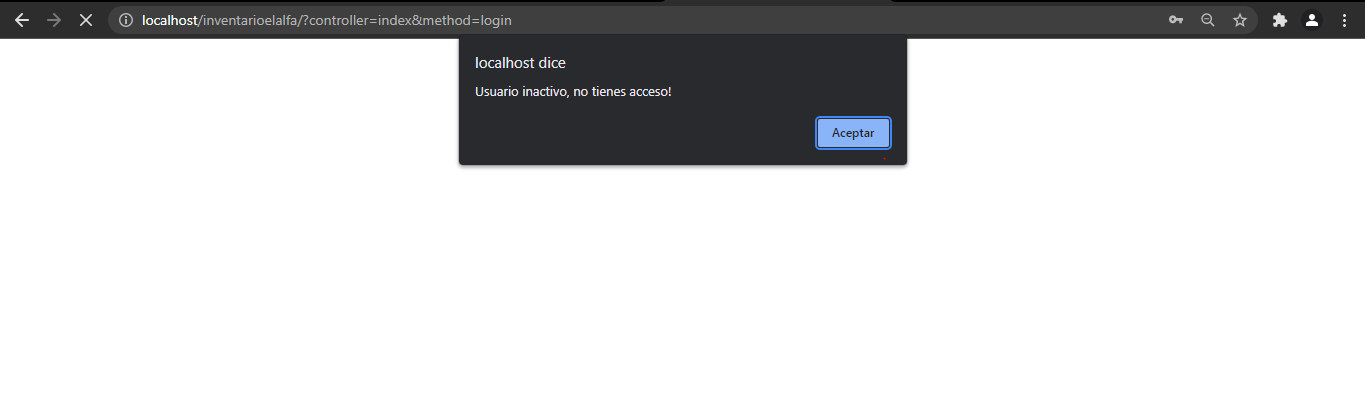 localhost/inventarioelalfa/?controller=index&method=login
localhost dice
Usuario inactivo, no tienes acceso!
Aceptar